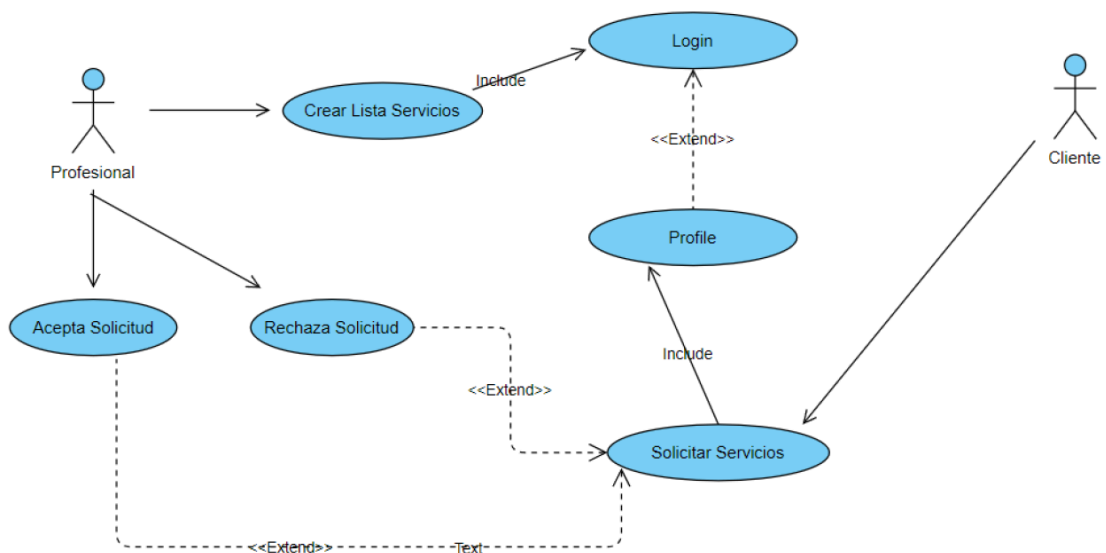 Login
Include
Crear Lista Servicios
<<Extend>>
Profesional
Cliente
Profile
Acepta Solicitud
Rechaza Solicitud
Include
<<Extend>>
Solicitar Servicios
<<Extend>>
Text